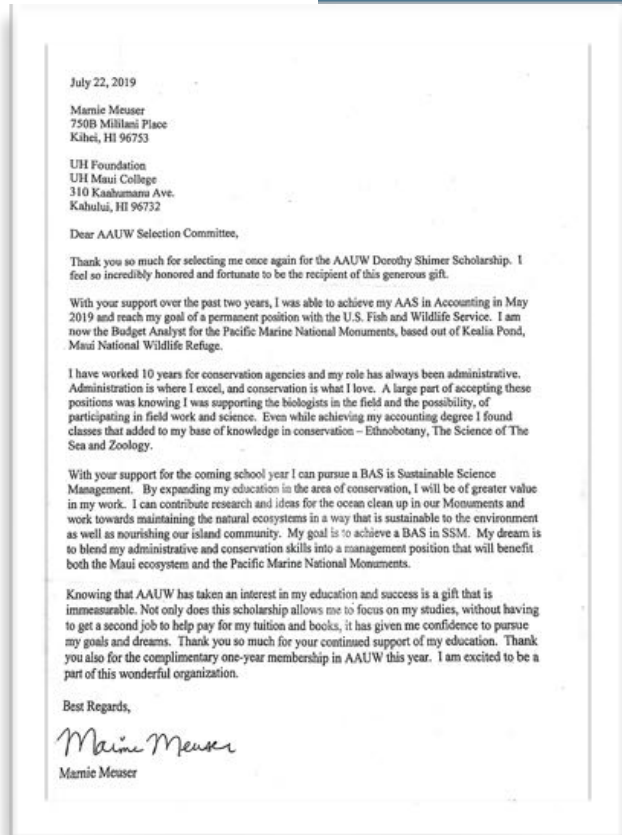 July 22, 2019
Mamie Meuser
750B Mililani Place
Kihei, HI 96753
UH Foundation
UH Maui College
310 Kaahumanu Ave.
Kahului, HI 96732
Dear AAUW Selection Committee,
Thank you so much for selecting me once again for the AAUW Dorothy Shimer Scholarship. I
feel so incredibly honored and fortunate to be the recipient of this generous gift.
With your support over the past two years, I was able to achieve my AAS in Accounting in May
2019 and reach my goal of a permanent position with the U.S. Fish and Wildlife Service. I am
now the Budget Analyst for the Pacific Marine National Monuments, based out of Kealia Pond,
Maui National Wildlife Refuge.
I have worked 10 years for conservation agencies and my role has always been administrative.
Administration is where I excel, and conservation is what I love. A large part of accepting these
positions was knowing I was supporting the biologists in the field and the possibility, of
participating in field work and science. Even while achieving my accounting degree I found
classes that added to my base of knowledge in conservation – Ethnobotany, The Science of The
Sea and Zoology.
With your support for the coming school year I can pursue a BAS is Sustainable Science
Management. By expanding my education in the area of conservation, I will be of greater value
in my work. I can contribute research and ideas for the ocean clean up in our Monuments and
work towards maintaining the natural ecosystems in a way that is sustainable to the environment
as well as nourishing our island community. My goal is to achieve a BAS in SSM. My dream is
to blend my administrative and conservation skills into a management position that will benefit
both the Maui ecosystem and the Pacific Marine National Monuments.
Knowing that AAUW has taken an interest in my education and success is a gift that is
immeasurable. Not only does this scholarship allows me to focus on my studies, without having
to get a second job to help pay for my tuition and books, it has given me confidence to pursue
my goals and dreams. Thank you so much for your continued support of my education. Thank
you also for the complimentary one-year membership in AAUW this year. I am excited to be a
part of this wonderful organization.
Best Regards,
Maime Meuser
Mamie Meuser